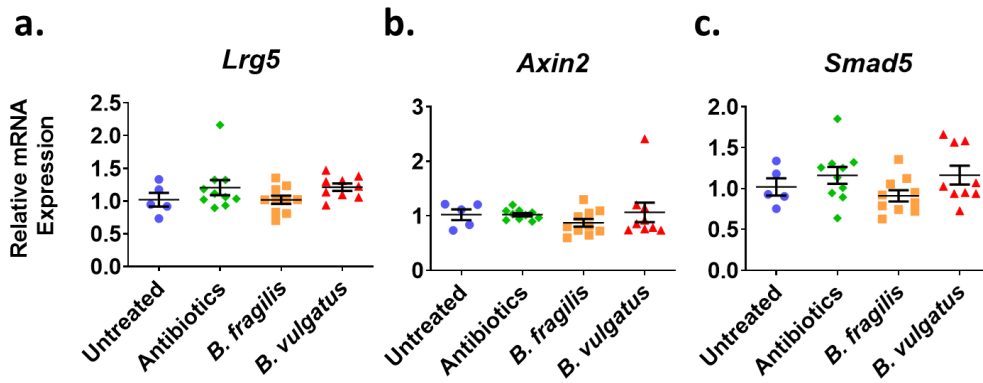 a.
Lrg5
Relative mRNA
Expression
2.5
2.0
1.5
1.0
0.5
0.0
Untreated
Antibiotics
B. fragilis
B. vulgatus
b.
Axin2
3
2
1
0
Untreated
Antibiotics
B. fragilis
B. vulgatus
c.
Smad5
2.0
1.5
1.0
0.5
0.0
Untreated
Antibiotics
B. fragilis
B. vulgatus